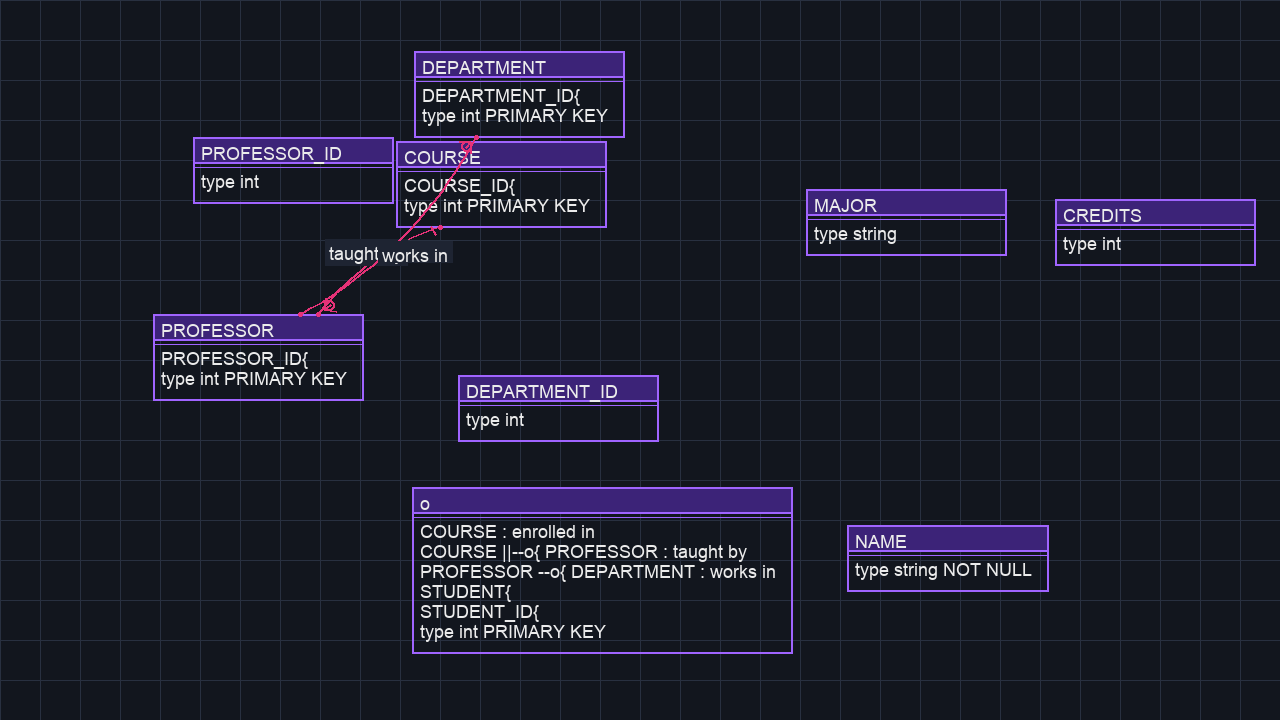 DEPARTMENT
DEPARTMENT_ID{
type int PRIMARY KEY
PROFESSOR_ID
type int
COURSE
COURSE_ID{
type int PRIMARY KEY
MAJOR
type string
CREDITS
type int
taught
works in
PROFESSOR
PROFESSOR_ID{
type int PRIMARY KEY
DEPARTMENT_ID
type int
o
COURSE : enrolled in
COURSE ||--o{ PROFESSOR : taught by
PROFESSOR --o{ DEPARTMENT : works in
STUDENT{
STUDENT_ID{
type int PRIMARY KEY
NAME
type string NOT NULL